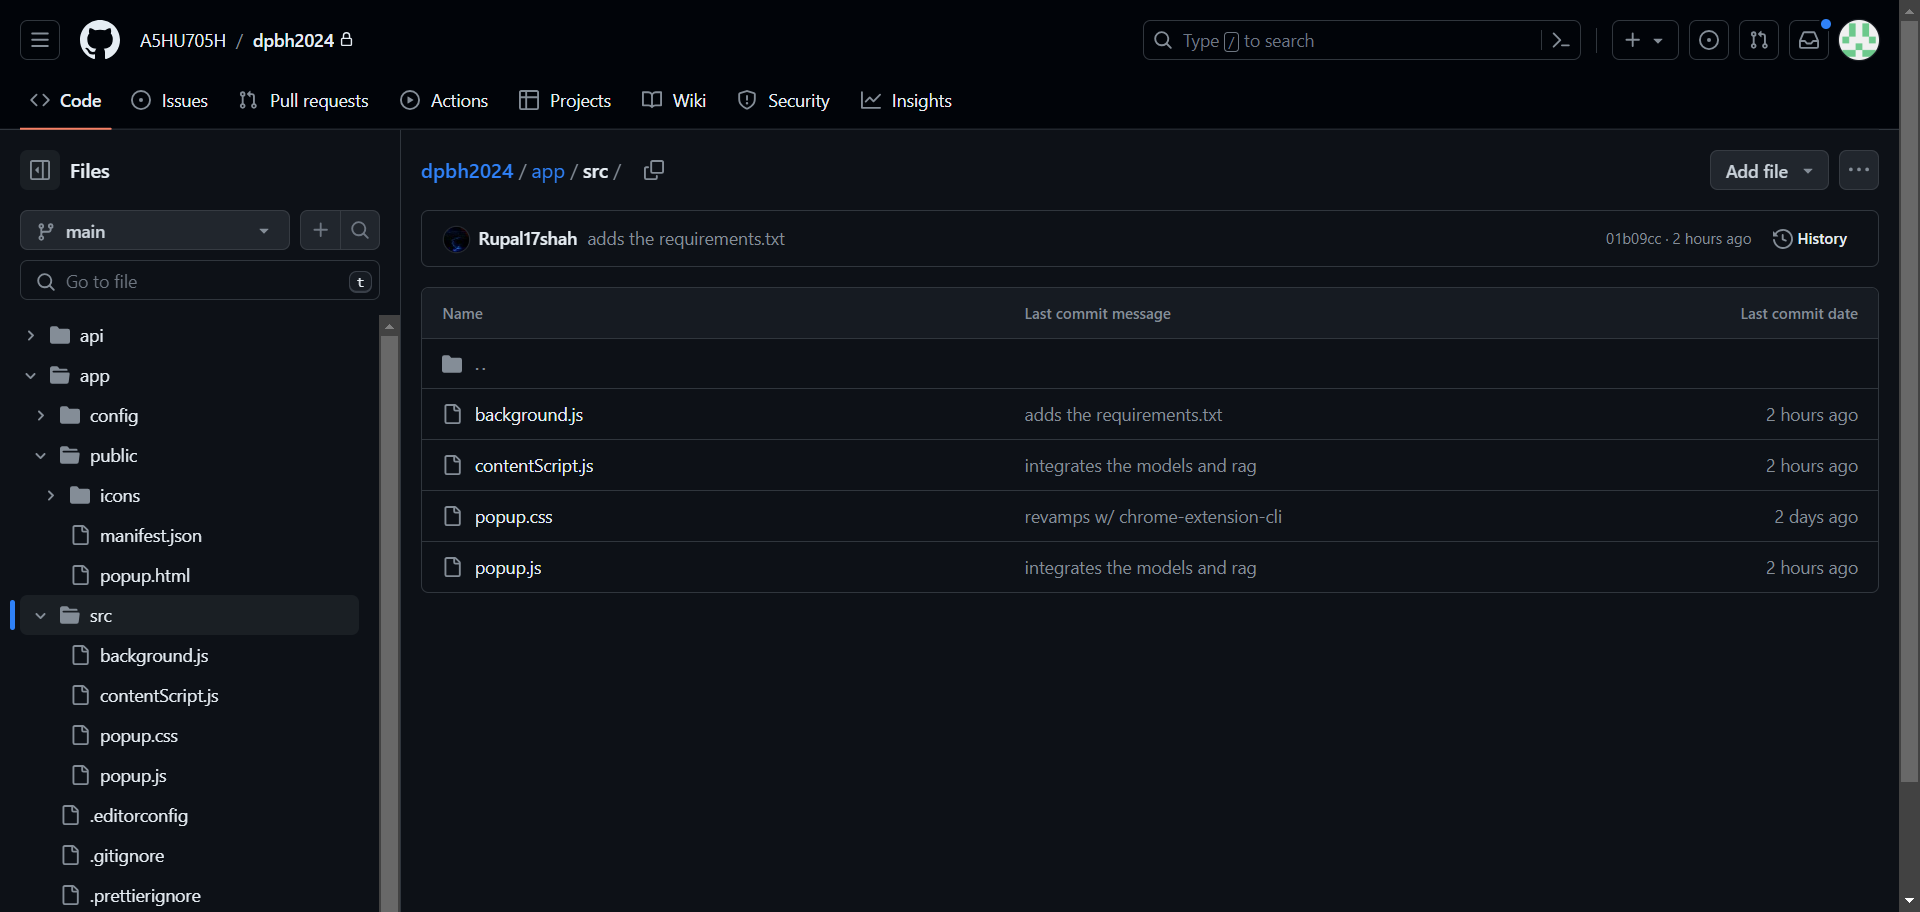 A5HU705H / dpbh2024
Type / to search
Code
Issues
Pull requests
Actions
Projects
Wiki
Security
Insights
Files
main
Go to file
t
api
app
config
public
icons
manifest.json
popup.html
src
background.js
contentScript.js
popup.css
popup.js
.editorconfig
.gitignore
.prettierignore
dpbh2024 / app / src /
Add file
Rupal17shah adds the requirements.txt
01b09cc · 2 hours ago
History
Name Last commit message Last commit date
..
background.js adds the requirements.txt 2 hours ago
contentScript.js integrates the models and rag 2 hours ago
popup.css revamps w/ chrome-extension-cli 2 days ago
popup.js integrates the models and rag 2 hours ago